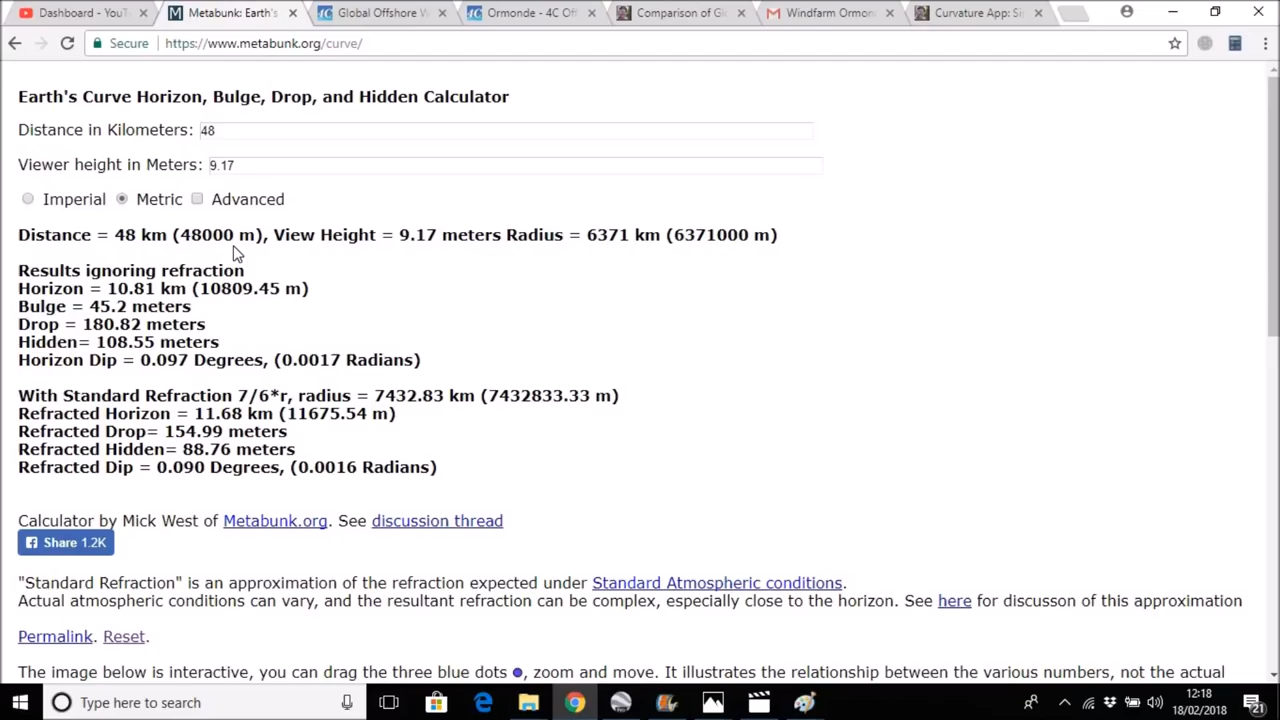 Dashboard - YouT
Metabunk: Earth's
Global Offshore W
Ormonde - 4C Off
Comparison of Gl
Windfarm Ormon
Curvature App: Si
Secure
https://www.metabunk.org/curve/
Earth's Curve Horizon, Bulge, Drop, and Hidden Calculator
Distance in Kilometers: 48
Viewer height in Meters: 9.17
Imperial Metric Advanced
Distance = 48 km (48000 m), View Height = 9.17 meters Radius = 6371 km (6371000 m)
Results ignoring refraction
Horizon = 10.81 km (10809.45 m)
Bulge = 45.2 meters
Drop = 180.82 meters
Hidden= 108.55 meters
Horizon Dip = 0.097 Degrees, (0.0017 Radians)
With Standard Refraction 7/6*r, radius = 7432.83 km (7432833.33 m)
Refracted Horizon = 11.68 km (11675.54 m)
Refracted Drop= 154.99 meters
Refracted Hidden= 88.76 meters
Refracted Dip = 0.090 Degrees, (0.0016 Radians)
Calculator by Mick West of Metabunk.org. See discussion thread
Share 1.2K
"Standard Refraction" is an approximation of the refraction expected under Standard Atmospheric conditions.
Actual atmospheric conditions can vary, and the resultant refraction can be complex, especially close to the horizon. See here for discusson of this approximation
Permalink. Reset.
The image below is interactive, you can drag the three blue dots , zoom and move. It illustrates the relationship between the various numbers, not the actual
Type here to search
12:18
18/02/2018
21